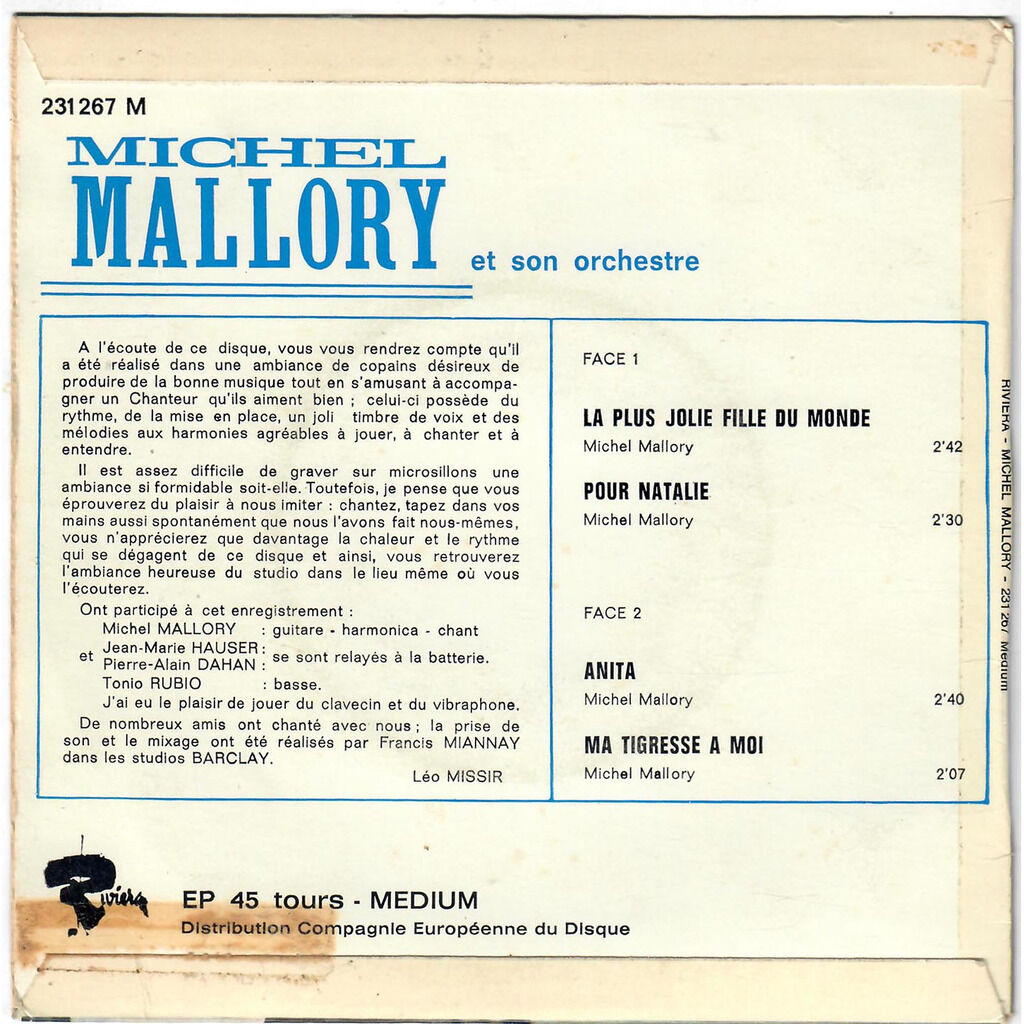 231267 M
MICHEL
MALLORY et son orchestre
A l'écoute de ce disque, vous vous rendrez compte qu'il
a été réalisé dans une ambiance de copains désireux de
produire de la bonne musique tout en s'amusant à accompa-
gner un Chanteur qu'ils aiment bien ; celui-ci possède du
rythme, de la mise en place, un joli timbre de voix et des
mélodies aux harmonies agréables à jouer, à chanter et à
entendre.
Il est assez difficile de graver sur microsillons une
ambiance si formidable soit-elle. Toutefois, je pense que vous
éprouverez du plaisir à nous imiter : chantez, tapez dans vos
mains aussi spontanément que nous l'avons fait nous-mêmes,
vous n'apprécierez que davantage la chaleur et le rythme
qui se dégagent de ce disque et ainsi, vous retrouverez
l'ambiance heureuse du studio dans le lieu même où vous
l'écouterez.
Ont participé à cet enregistrement :
Michel MALLORY : guitare - harmonica - chant
et Jean-Marie HAUSER :
Pierre-Alain DAHAN : se sont relayés à la batterie.
Tonio RUBIO : basse.
J'ai eu le plaisir de jouer du clavecin et du vibraphone.
De nombreux amis ont chanté avec nous ; la prise de
son et le mixage ont été réalisés par Francis MIANNAY
dans les studios BARCLAY.
Léo MISSIR
FACE 1
LA PLUS JOLIE FILLE DU MONDE
Michel Mallory 2'42
POUR NATALIE
Michel Mallory 2'30
FACE 2
ANITA
Michel Mallory 2'40
MA TIGRESSE A MOI
Michel Mallory 2'07
RIVIERA - MICHEL MALLORY - 231267 Medium
Riviera
EP 45 tours - MEDIUM
Distribution Compagnie Européenne du Disque